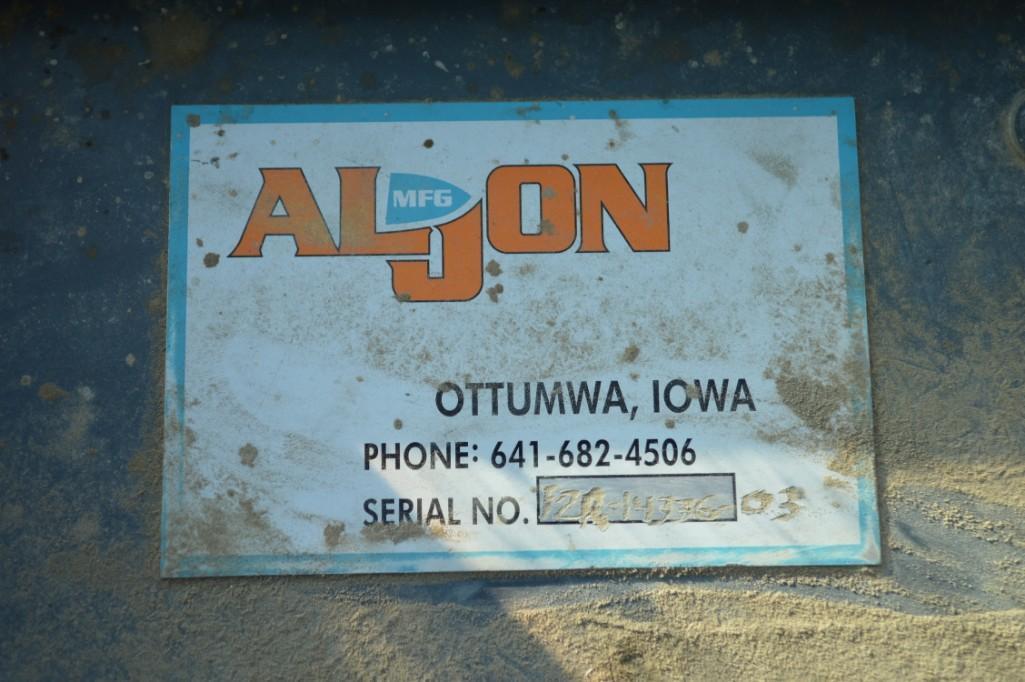 ALJON
MFG
OTTUMWA, IOWA
PHONE: 641-682-4506
SERIAL NO. 03